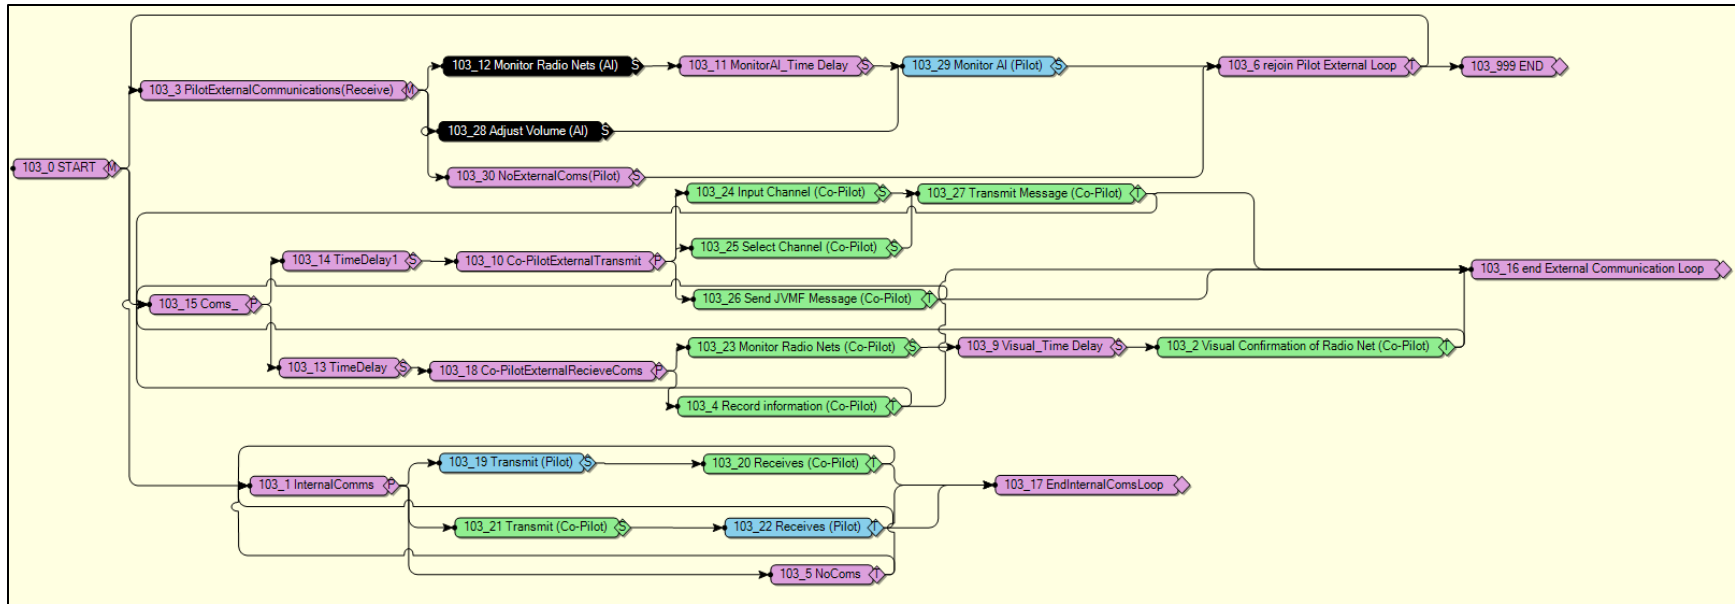 103_12 Monitor Radio Nets (AI) S
103_11 MonitorAI_Time Delay S
103_29 Monitor AI (Pilot) S
103_6 rejoin Pilot External Loop T
103_999 END
103_3 PilotExternalCommunications(Receive) M
103_28 Adjust Volume (AI) S
103_0 START M
103_30 NoExternalComs(Pilot) S
103_24 Input Channel (Co-Pilot) S
103_27 Transmit Message (Co-Pilot) T
103_25 Select Channel (Co-Pilot) S
103_14 TimeDelay1 S
103_10 Co-PilotExternalTransmit P
103_16 end External Communication Loop
103_15 Coms_ P
103_26 Send JVMF Message (Co-Pilot) T
103_23 Monitor Radio Nets (Co-Pilot) S
103_9 Visual_Time Delay S
103_2 Visual Confirmation of Radio Net (Co-Pilot) T
103_13 TimeDelay S
103_18 Co-PilotExternalRecieveComs P
103_4 Record information (Co-Pilot) T
103_19 Transmit (Pilot) S
103_20 Receives (Co-Pilot) T
103_1 InternalComms P
103_17 EndInternalComsLoop
103_21 Transmit (Co-Pilot) S
103_22 Receives (Pilot) T
103_5 NoComs T